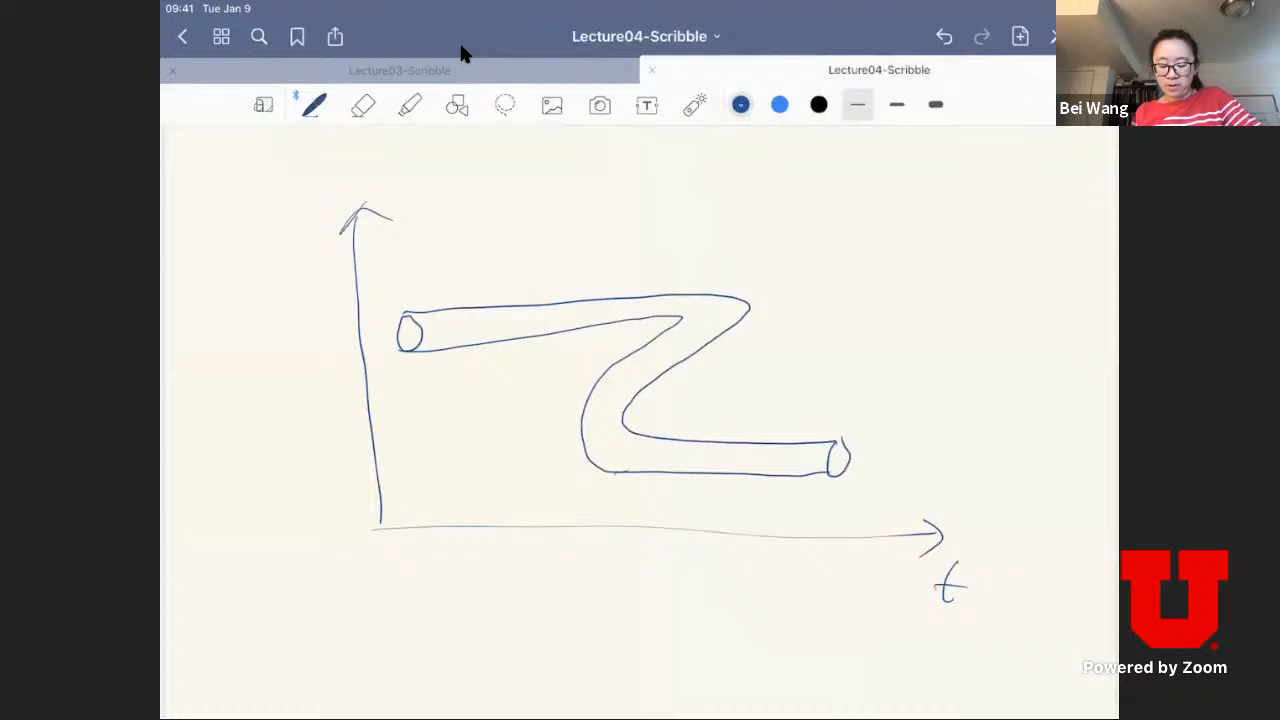 09:41 Tue Jan 9
Lecture04-Scribble
Lecture03-Scribble
Lecture04-Scribble
T
Bei Wang
t
U
Powered by Zoom